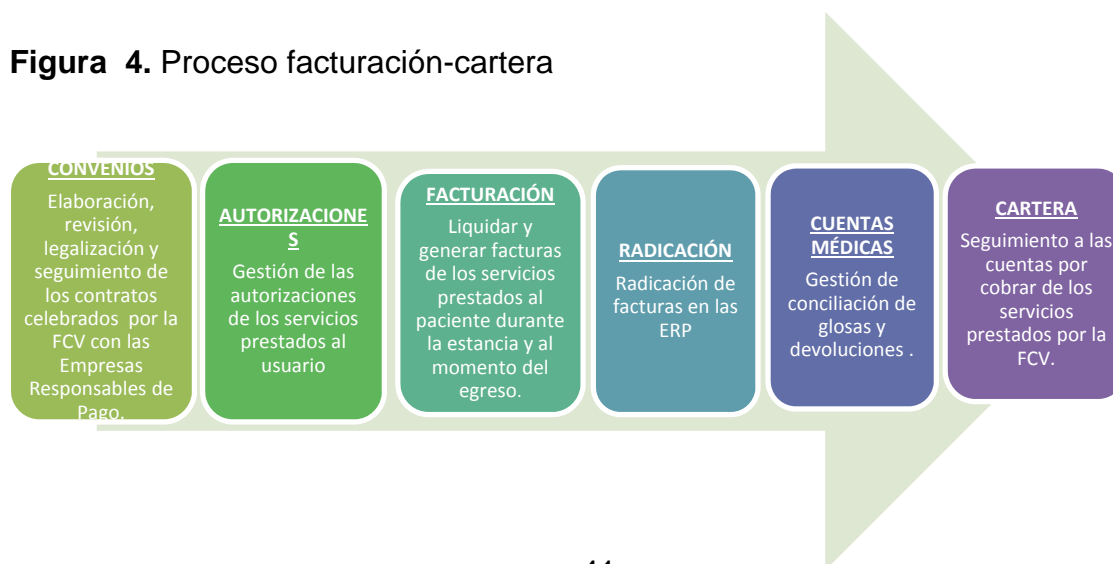 Figura 4. Proceso facturación-cartera
CONVENIOS
Elaboración,
revisión,
legalización y
seguimiento de
los contratos
celebrados por la
FCV con las
Empresas
Responsables de
Pago.
AUTORIZACIONE
S
Gestión de las
autorizaciones
de los servicios
prestados al
usuario
FACTURACIÓN
Liquidar y
generar facturas
de los servicios
prestados al
paciente durante
la estancia y al
momento del
egreso.
RADICACIÓN
Radicación de
facturas en las
ERP
CUENTAS
MÉDICAS
Gestión de
conciliación de
glosas y
devoluciones .
CARTERA
Seguimiento a las
cuentas por
cobrar de los
servicios
prestados por la
FCV.